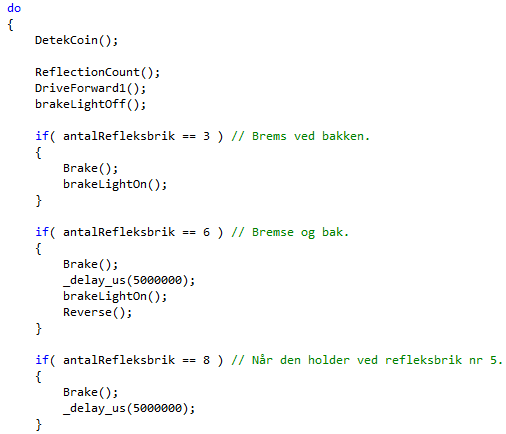 do
{
    DetekCoin();

    ReflectionCount();
    DriveForward1();
    brakeLightOff();

    if( antalRefleksbrik == 3 ) // Brems ved bakken.
    {
        Brake();
        brakeLightOn();
    }

    if( antalRefleksbrik == 6 ) // Bremse og bak.
    {
        Brake();
        _delay_us(5000000);
        brakeLightOn();
        Reverse();
    }

    if( antalRefleksbrik == 8 ) // Når den holder ved refleksbrik nr 5.
    {
        Brake();
        _delay_us(5000000);
    }